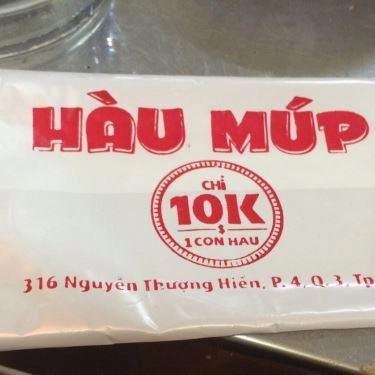 HÀU MÚP
CHỈ
10K
$
1 CON HAU
316 Nguyễn Thượng Hiền, P. 4, Q. 3, Tp